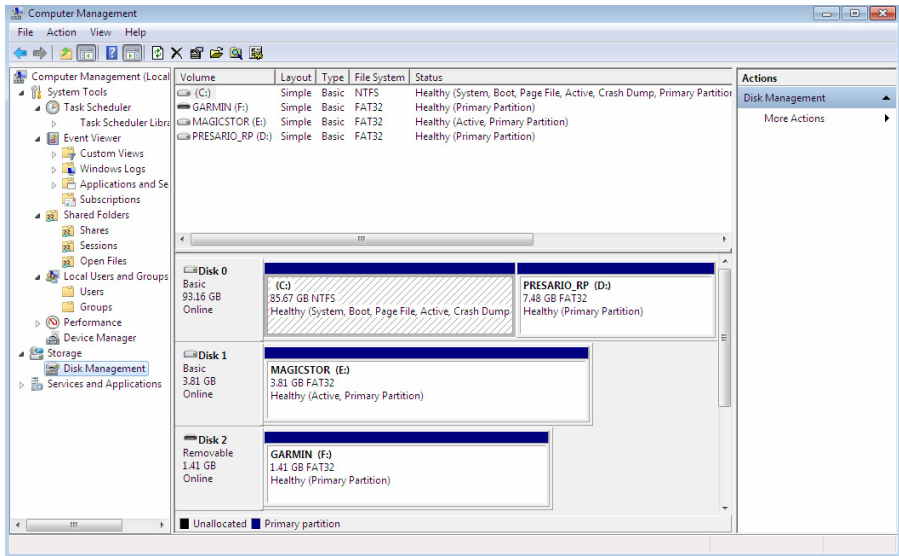 Computer Management
File Action View Help
Computer Management (Local
System Tools
Task Scheduler
Task Scheduler Libra
Event Viewer
Custom Views
Windows Logs
Applications and Se
Subscriptions
Shared Folders
Shares
Sessions
Open Files
Local Users and Groups
Users
Groups
Performance
Device Manager
Storage
Disk Management
Services and Applications
Volume Layout Type File System Status
(C:) Simple Basic NTFS Healthy (System, Boot, Page File, Active, Crash Dump, Primary Partition
GARMIN (F:) Simple Basic FAT32 Healthy (Primary Partition)
MAGICSTOR (E:) Simple Basic FAT32 Healthy (Active, Primary Partition)
PRESARIO_RP (D:) Simple Basic FAT32 Healthy (Primary Partition)
Disk 0
Basic
93.16 GB
Online
(C:)
85.67 GB NTFS
Healthy (System, Boot, Page File, Active, Crash Dump
PRESARIO_RP (D:)
7.48 GB FAT32
Healthy (Primary Partition)
Disk 1
Basic
3.81 GB
Online
MAGICSTOR (E:)
3.81 GB FAT32
Healthy (Active, Primary Partition)
Disk 2
Removable
1.41 GB
Online
GARMIN (F:)
1.41 GB FAT32
Healthy (Primary Partition)
Unallocated Primary partition
Actions
Disk Management
More Actions